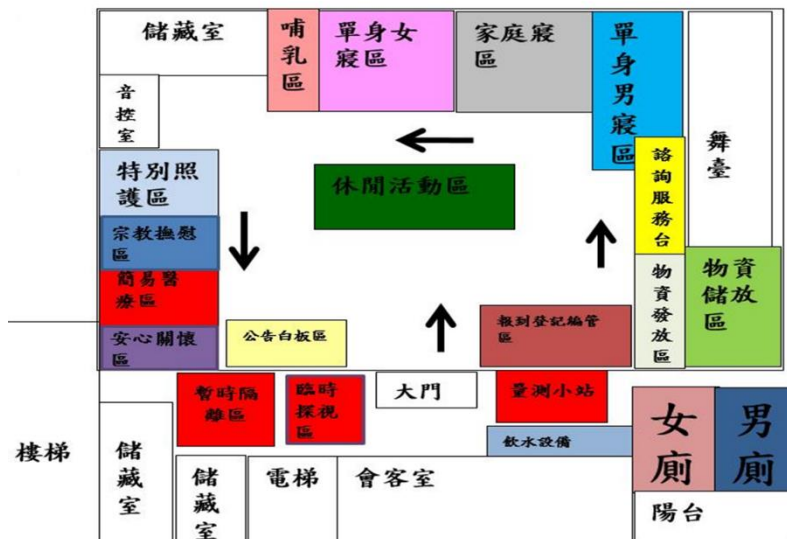 儲藏室
哺
乳
區
單身女
寢區
家庭寢
區
單
身
男
寢
區
舞
臺
音
控
室
特別照
護區
休閒活動區
諮
詢
服
務
台
宗教撫慰
區
簡易醫
療區
物
資
發
放
區
物資
儲放
區
安心關懷
區
公告白板區
報到登記編管
區
暫時隔
離區
臨時
探視
區
大門
量測小站
女
廁
男
廁
飲水設備
樓梯
儲
藏
室
儲
藏
室
電梯
會客室
陽台